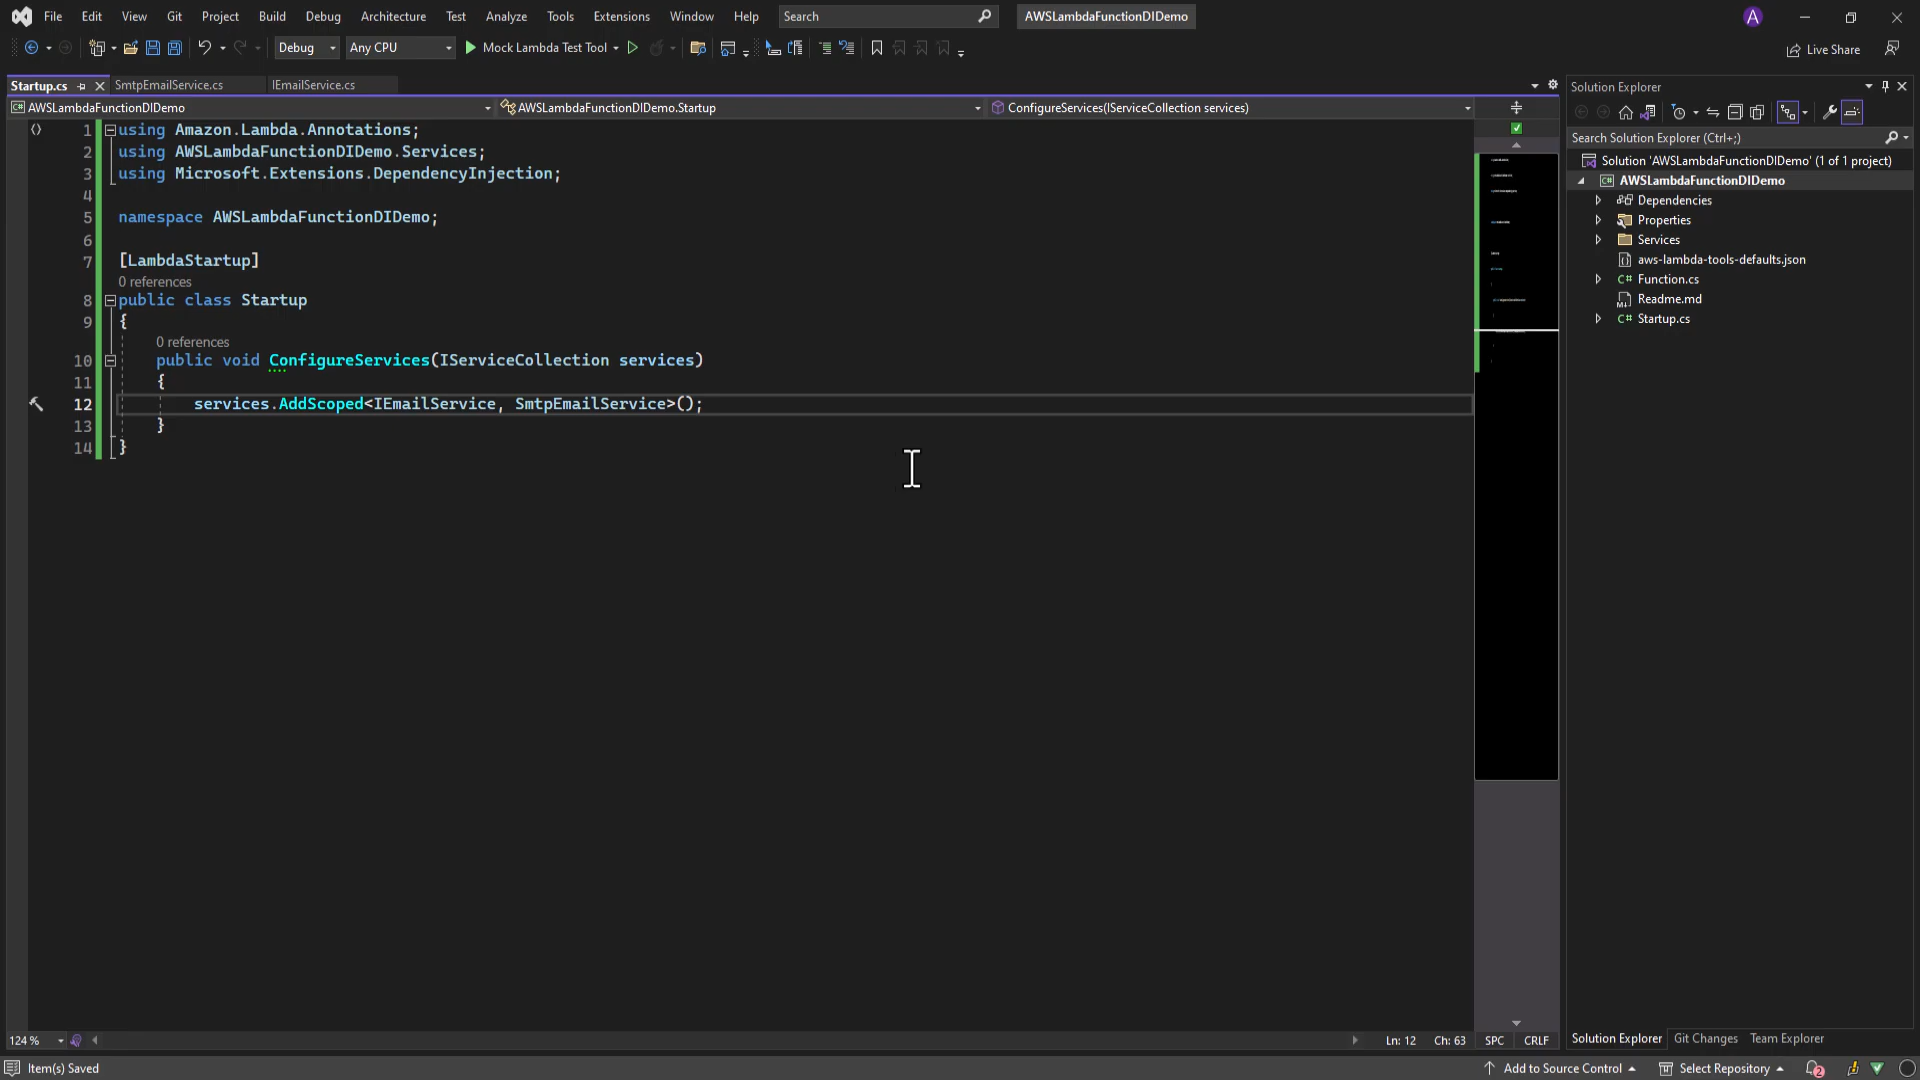 File Edit View Git Project Build Debug Architecture Test Analyze Tools Extensions Window Help Search AWSLambdaFunctionDIDemo A
Debug Any CPU Mock Lambda Test Tool Live Share
Startup.cs SmtpEmailService.cs IEmailService.cs
AWSLambdaFunctionDIDemo AWSLambdaFunctionDIDemo.Startup ConfigureServices(IServiceCollection services)
1 using Amazon.Lambda.Annotations;
2 using AWSLambdaFunctionDIDemo.Services;
3 using Microsoft.Extensions.DependencyInjection;
4
5 namespace AWSLambdaFunctionDIDemo;
6
7 [LambdaStartup]
0 references
8 public class Startup
9 {
0 references
10 public void ConfigureServices(IServiceCollection services)
11 {
12 services.AddScoped<IEmailService, SmtpEmailService>();
13 }
14 }
124 % Ln: 12 Ch: 63 SPC CRLF
Solution Explorer
Search Solution Explorer (Ctrl+;)
Solution 'AWSLambdaFunctionDIDemo' (1 of 1 project)
AWSLambdaFunctionDIDemo
Dependencies
Properties
Services
aws-lambda-tools-defaults.json
C# Function.cs
Readme.md
C# Startup.cs
Solution Explorer Git Changes Team Explorer
Item(s) Saved Add to Source Control Select Repository 2